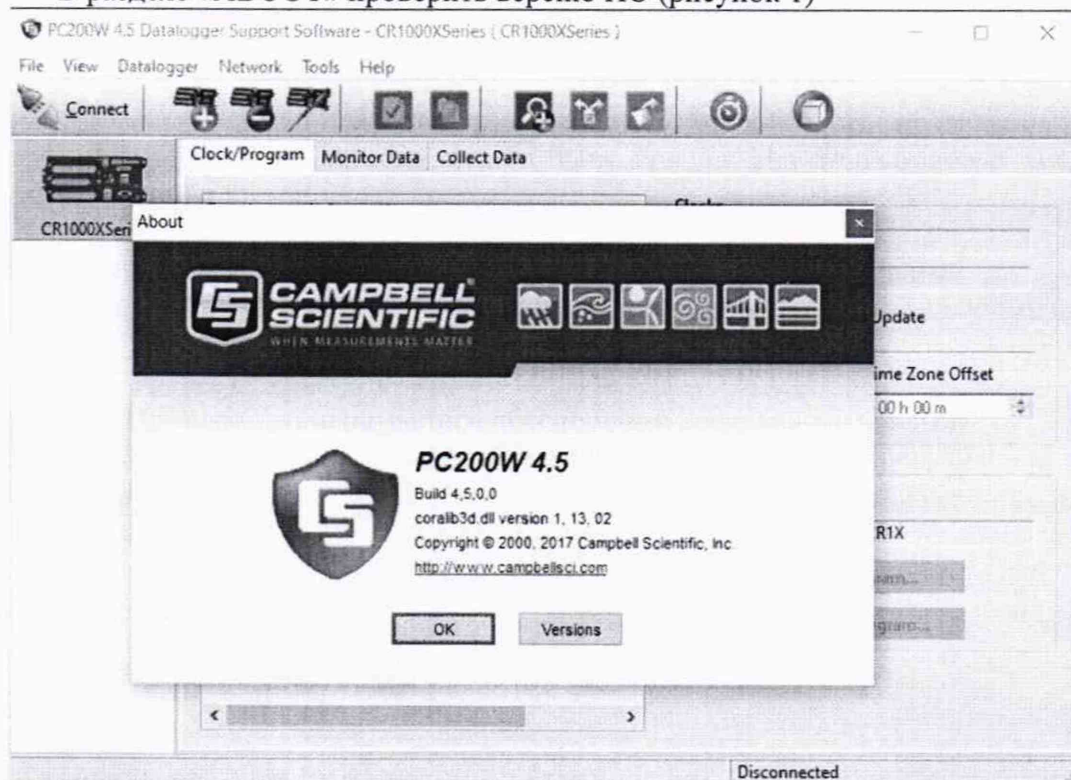 PC200W 4.5 Datalogger Support Software - CR1000XSeries ( CR1000XSeries )
File View Datalogger Network Tools Help
Connect
Clock/Program Monitor Data Collect Data
CR1000XSeri
About
CAMPBELL
SCIENTIFIC
WHEN MEASUREMENTS MATTER
Update
ime Zone Offset
00 h 00 m
PC200W 4.5
Build 4,5,0,0
coralib3d.dll version 1, 13, 02
Copyright © 2000, 2017 Campbell Scientific, Inc.
http://www.campbellsci.com
R1X
OK Versions
Disconnected